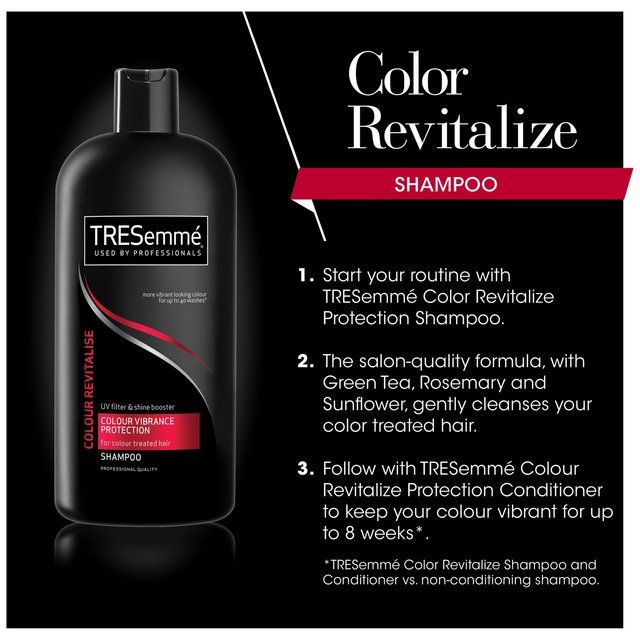 TRESemmé
USED BY PROFESSIONALS
more vibrant looking colour
for up to 40 washes*
COLOUR REVITALISE
UV filter & shine booster
COLOUR VIBRANCE
PROTECTION
for colour treated hair
SHAMPOO
PROFESSIONAL QUALITY
Color
Revitalize
SHAMPOO
1. Start your routine with
TRESemmé Color Revitalize
Protection Shampoo.
2. The salon-quality formula, with
Green Tea, Rosemary and
Sunflower, gently cleanses your
color treated hair.
3. Follow with TRESemmé Colour
Revitalize Protection Conditioner
to keep your colour vibrant for up
to 8 weeks*.
*TRESemmé Color Revitalize Shampoo and
Conditioner vs. non-conditioning shampoo.